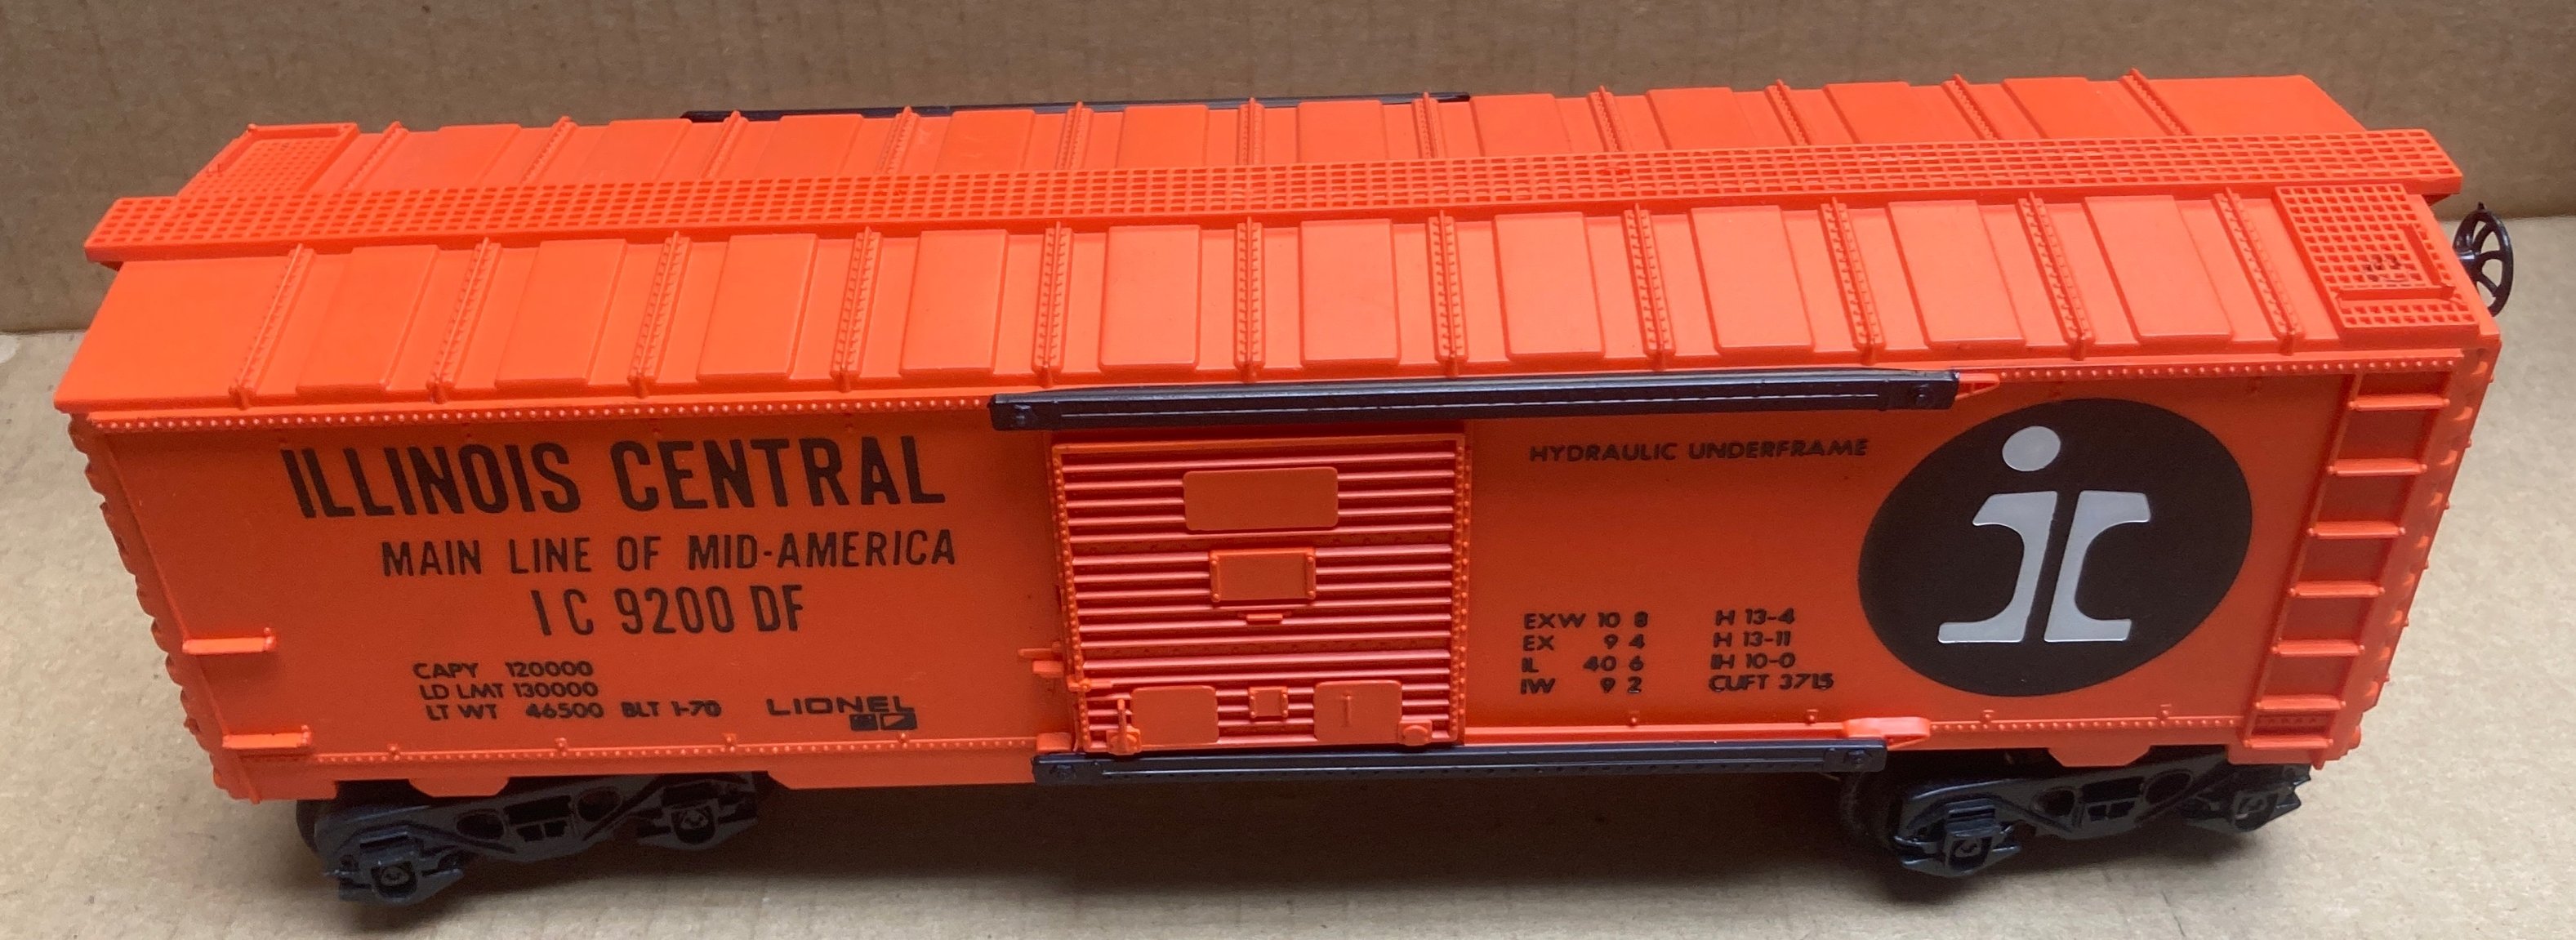 ILLINOIS CENTRAL
MAIN LINE OF MID-AMERICA
IC 9200 DF
CAPY 120000
LD LMT 130000
LT WT 46500 BLT 1-70
LIONEL
HYDRAULIC UNDERFRAME
EXW 10 8 H 13-4
EX 9 4 H 13-11
IL 40 6 IH 10-0
IW 9 2 CUFT 3715
ic